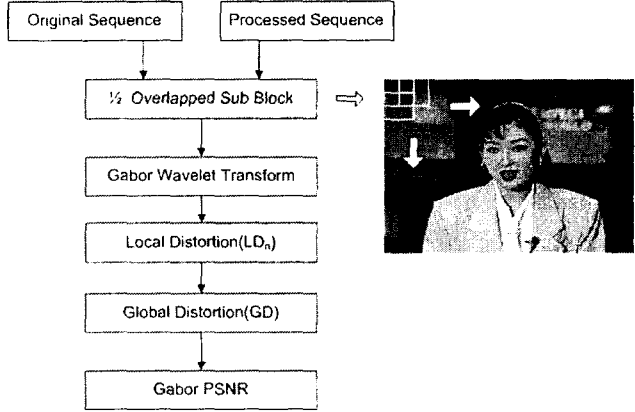 Original Sequence
Processed Sequence
½ Overlapped Sub Block
Gabor Wavelet Transform
Local Distortion(LDn)
Global Distortion(GD)
Gabor PSNR